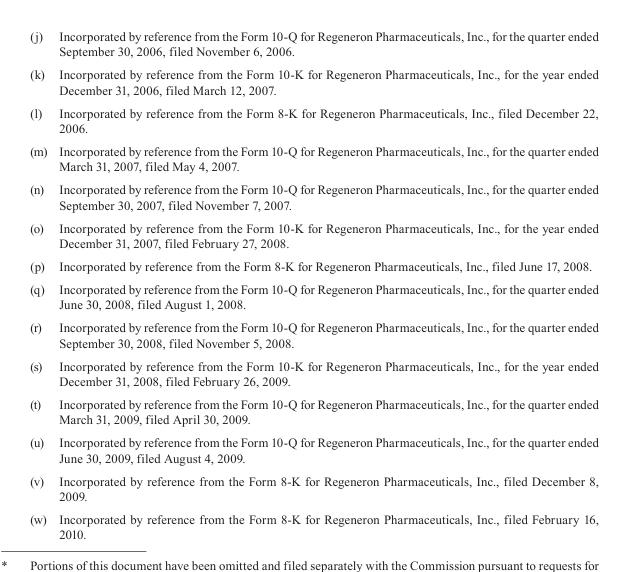 (j) Incorporated by reference from the Form 10-Q for Regeneron Pharmaceuticals, Inc., for the quarter ended
September 30, 2006, filed November 6, 2006.
(k) Incorporated by reference from the Form 10-K for Regeneron Pharmaceuticals, Inc., for the year ended
December 31, 2006, filed March 12, 2007.
(l) Incorporated by reference from the Form 8-K for Regeneron Pharmaceuticals, Inc., filed December 22,
2006.
(m) Incorporated by reference from the Form 10-Q for Regeneron Pharmaceuticals, Inc., for the quarter ended
March 31, 2007, filed May 4, 2007.
(n) Incorporated by reference from the Form 10-Q for Regeneron Pharmaceuticals, Inc., for the quarter ended
September 30, 2007, filed November 7, 2007.
(o) Incorporated by reference from the Form 10-K for Regeneron Pharmaceuticals, Inc., for the year ended
December 31, 2007, filed February 27, 2008.
(p) Incorporated by reference from the Form 8-K for Regeneron Pharmaceuticals, Inc., filed June 17, 2008.
(q) Incorporated by reference from the Form 10-Q for Regeneron Pharmaceuticals, Inc., for the quarter ended
June 30, 2008, filed August 1, 2008.
(r) Incorporated by reference from the Form 10-Q for Regeneron Pharmaceuticals, Inc., for the quarter ended
September 30, 2008, filed November 5, 2008.
(s) Incorporated by reference from the Form 10-K for Regeneron Pharmaceuticals, Inc., for the year ended
December 31, 2008, filed February 26, 2009.
(t) Incorporated by reference from the Form 10-Q for Regeneron Pharmaceuticals, Inc., for the quarter ended
March 31, 2009, filed April 30, 2009.
(u) Incorporated by reference from the Form 10-Q for Regeneron Pharmaceuticals, Inc., for the quarter ended
June 30, 2009, filed August 4, 2009.
(v) Incorporated by reference from the Form 8-K for Regeneron Pharmaceuticals, Inc., filed December 8,
2009.
(w) Incorporated by reference from the Form 8-K for Regeneron Pharmaceuticals, Inc., filed February 16,
2010.
* Portions of this document have been omitted and filed separately with the Commission pursuant to requests for